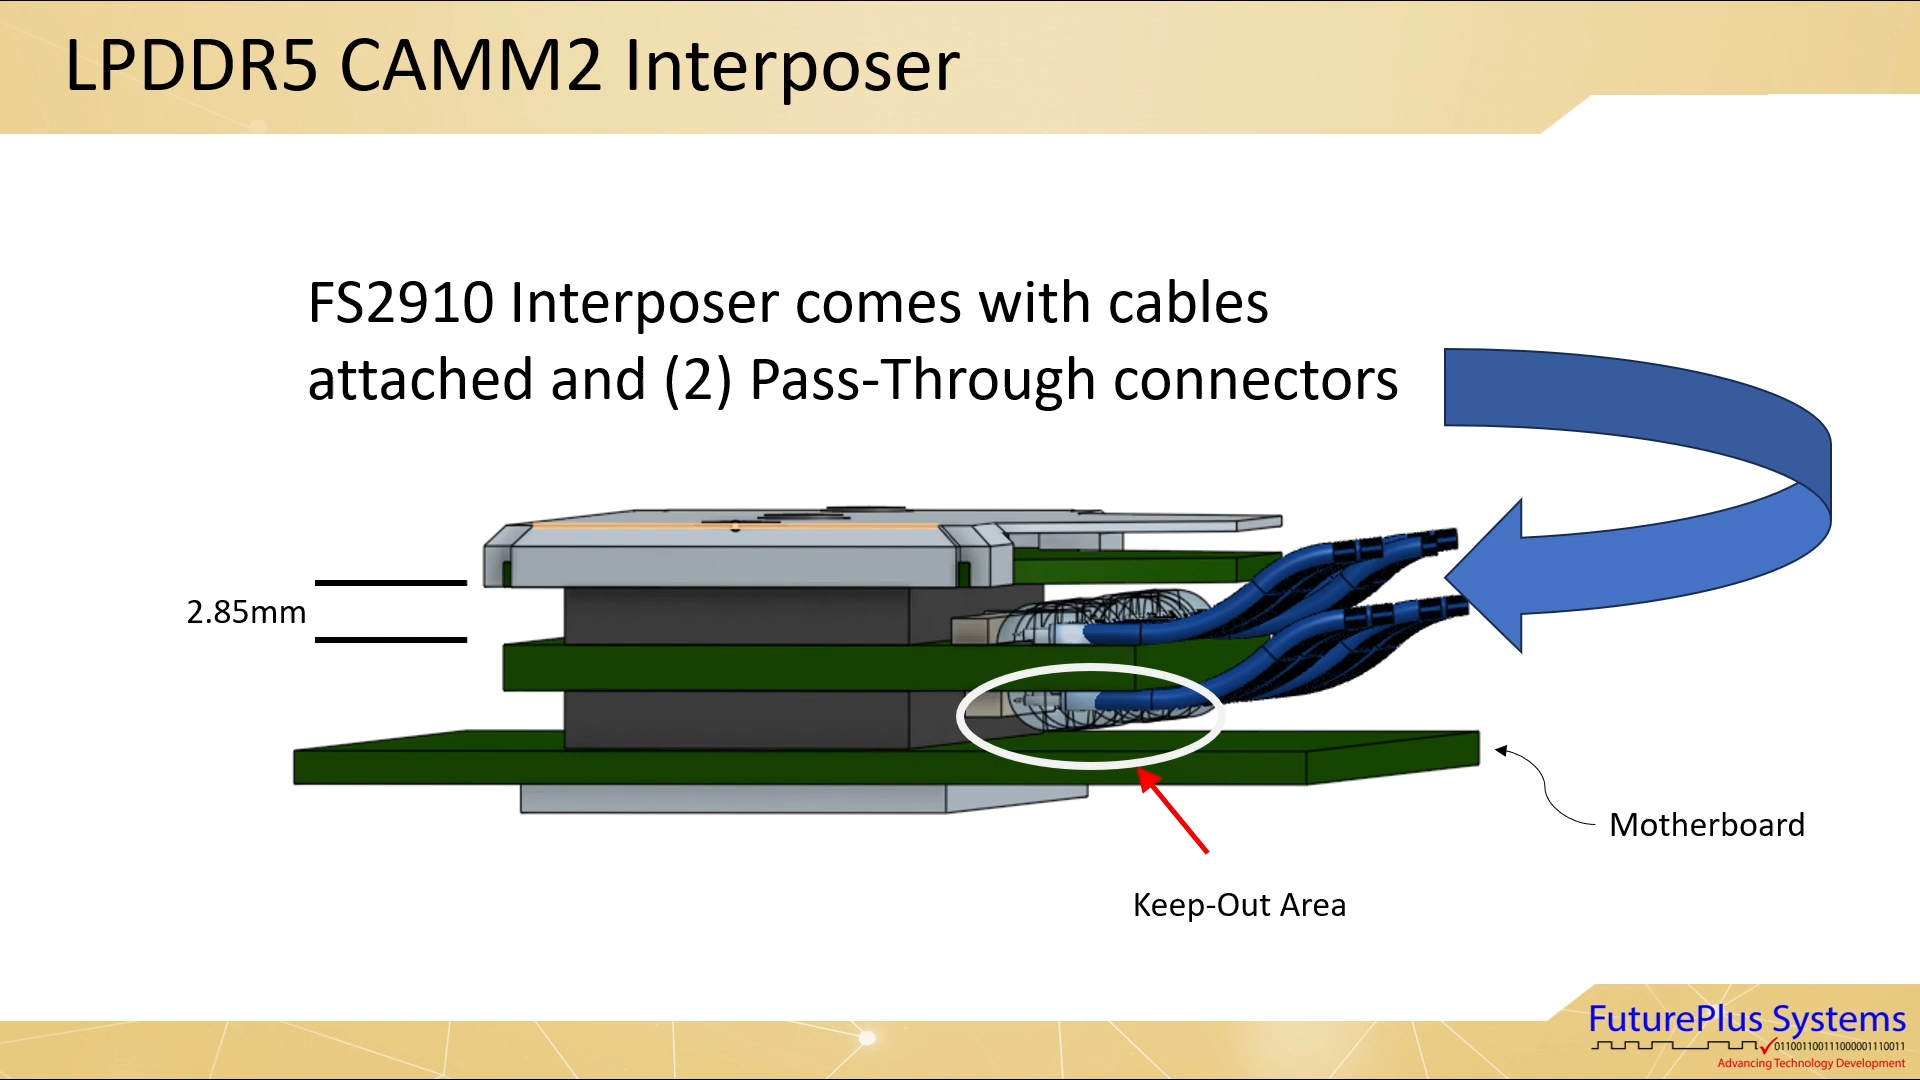 LPDDR5 CAMM2 Interposer
FS2910 Interposer comes with cables
attached and (2) Pass-Through connectors
2.85mm
Motherboard
Keep-Out Area
FuturePlus Systems
011001100111000001110011
Advancing Technology Development